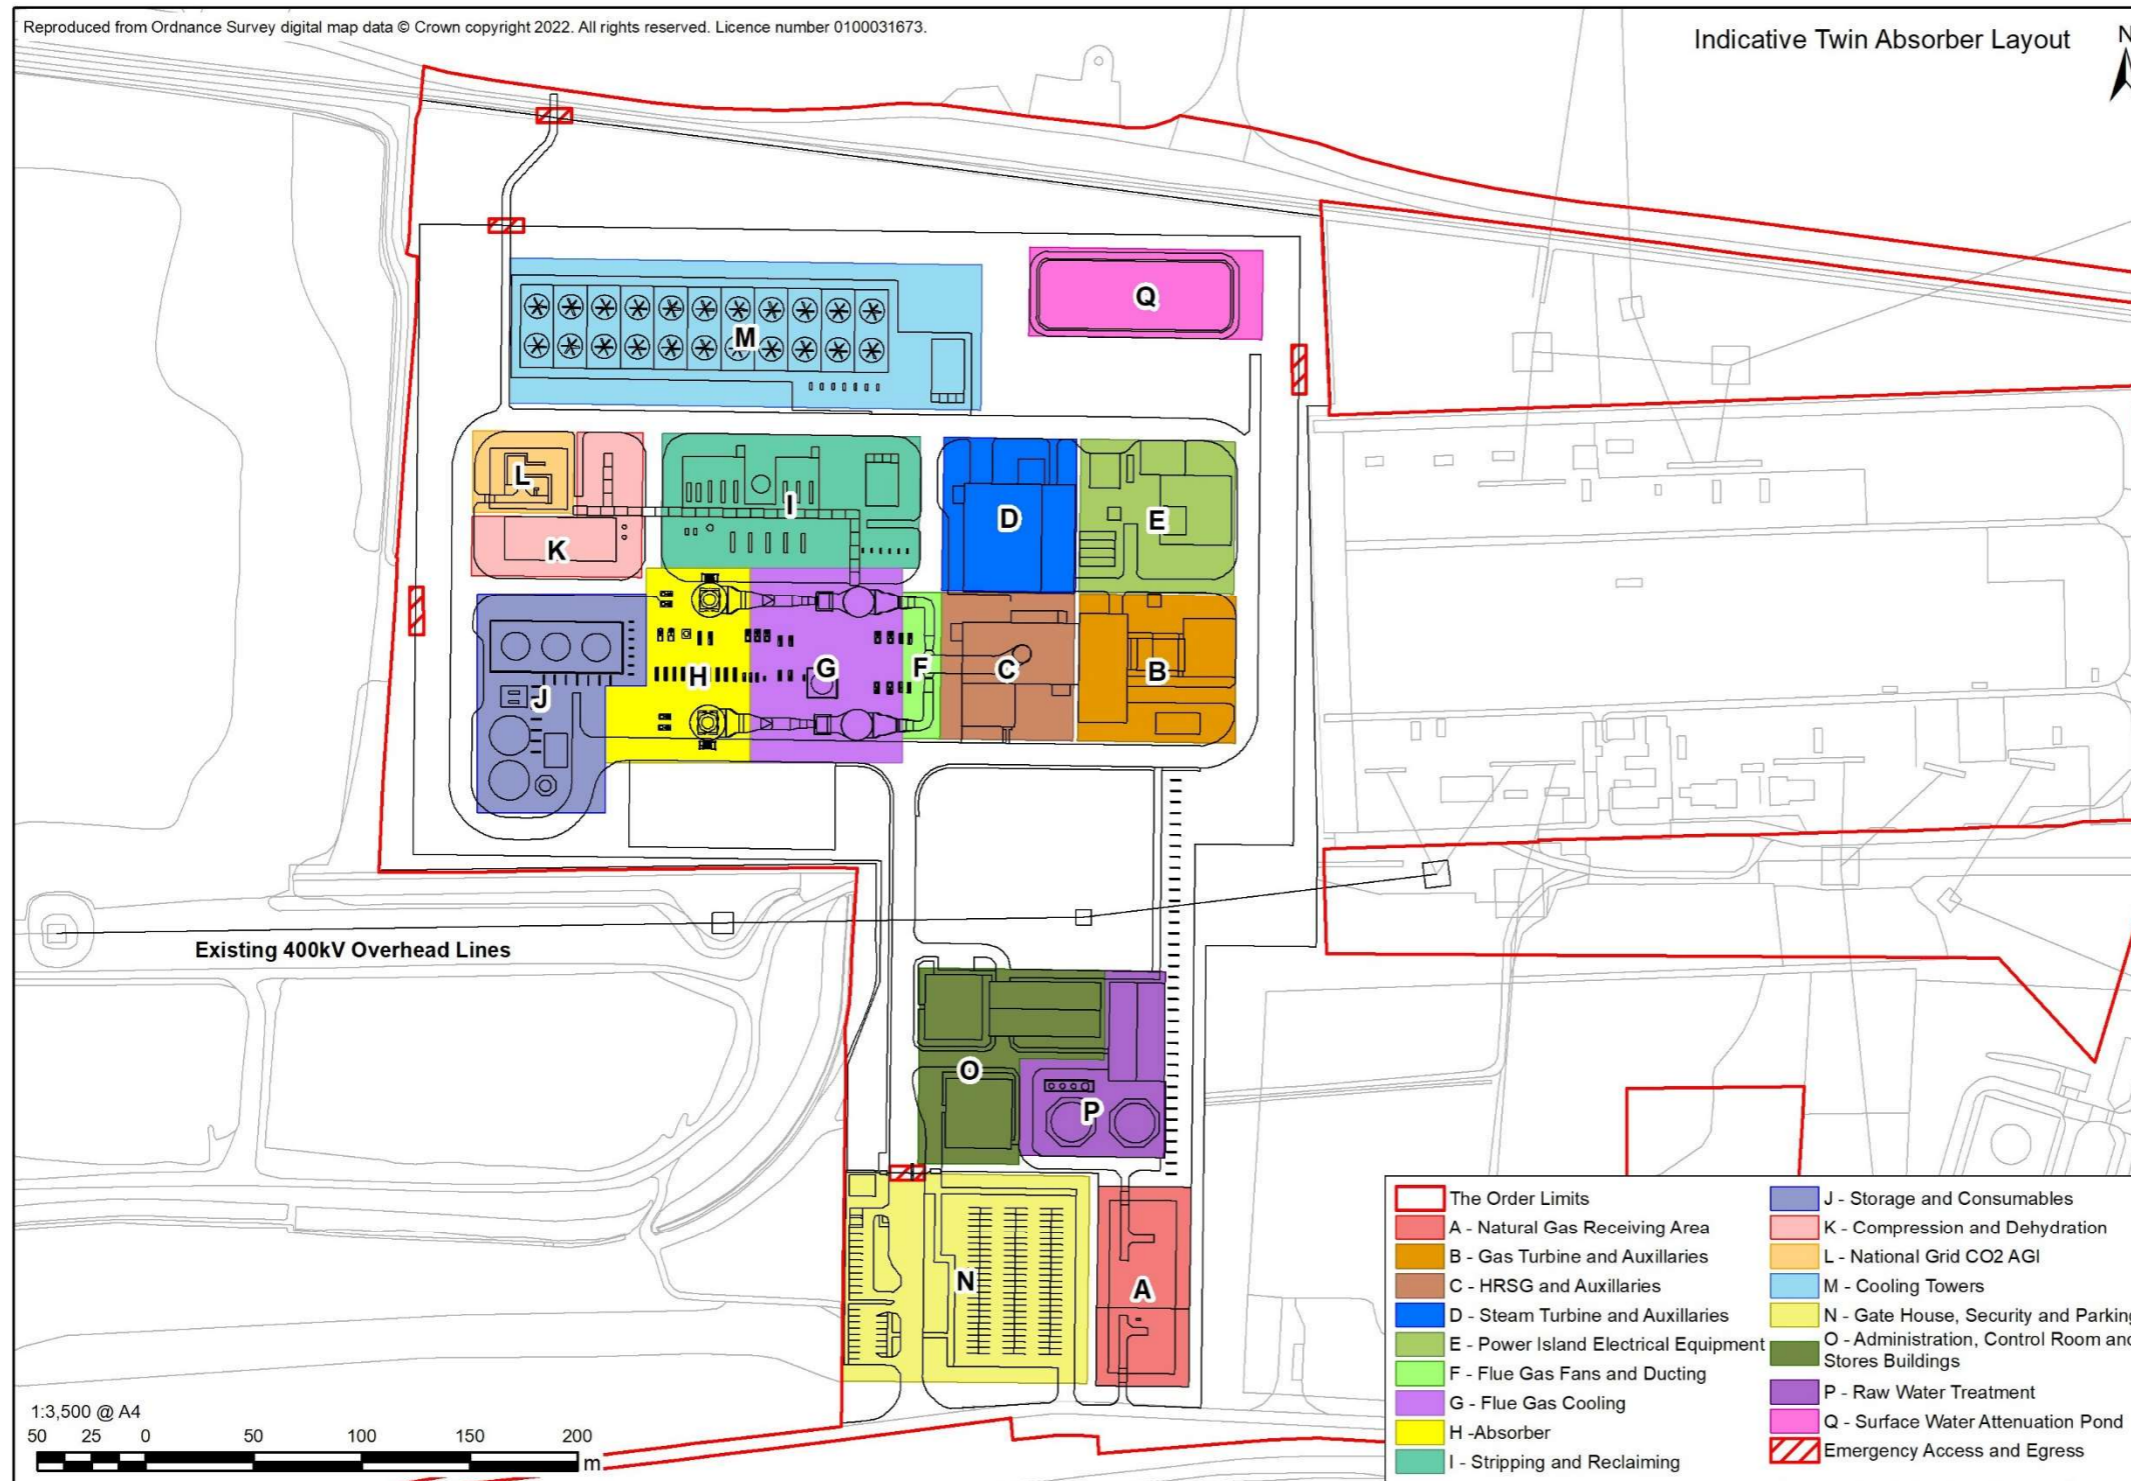 Reproduced from Ordnance Survey digital map data © Crown copyright 2022. All rights reserved. Licence number 0100031673.
Indicative Twin Absorber Layout
N
Q
M
L
I
D
E
K
J
H
G
F
C
B
Existing 400kV Overhead Lines
O
P
N
A
1:3,500 @ A4
50 25 0 50 100 150 200
m
The Order Limits
A - Natural Gas Receiving Area
B - Gas Turbine and Auxillaries
C - HRSG and Auxillaries
D - Steam Turbine and Auxillaries
E - Power Island Electrical Equipment
F - Flue Gas Fans and Ducting
G - Flue Gas Cooling
H -Absorber
I - Stripping and Reclaiming
J - Storage and Consumables
K - Compression and Dehydration
L - National Grid CO2 AGI
M - Cooling Towers
N - Gate House, Security and Parking
O - Administration, Control Room and
Stores Buildings
P - Raw Water Treatment
Q - Surface Water Attenuation Pond
Emergency Access and Egress